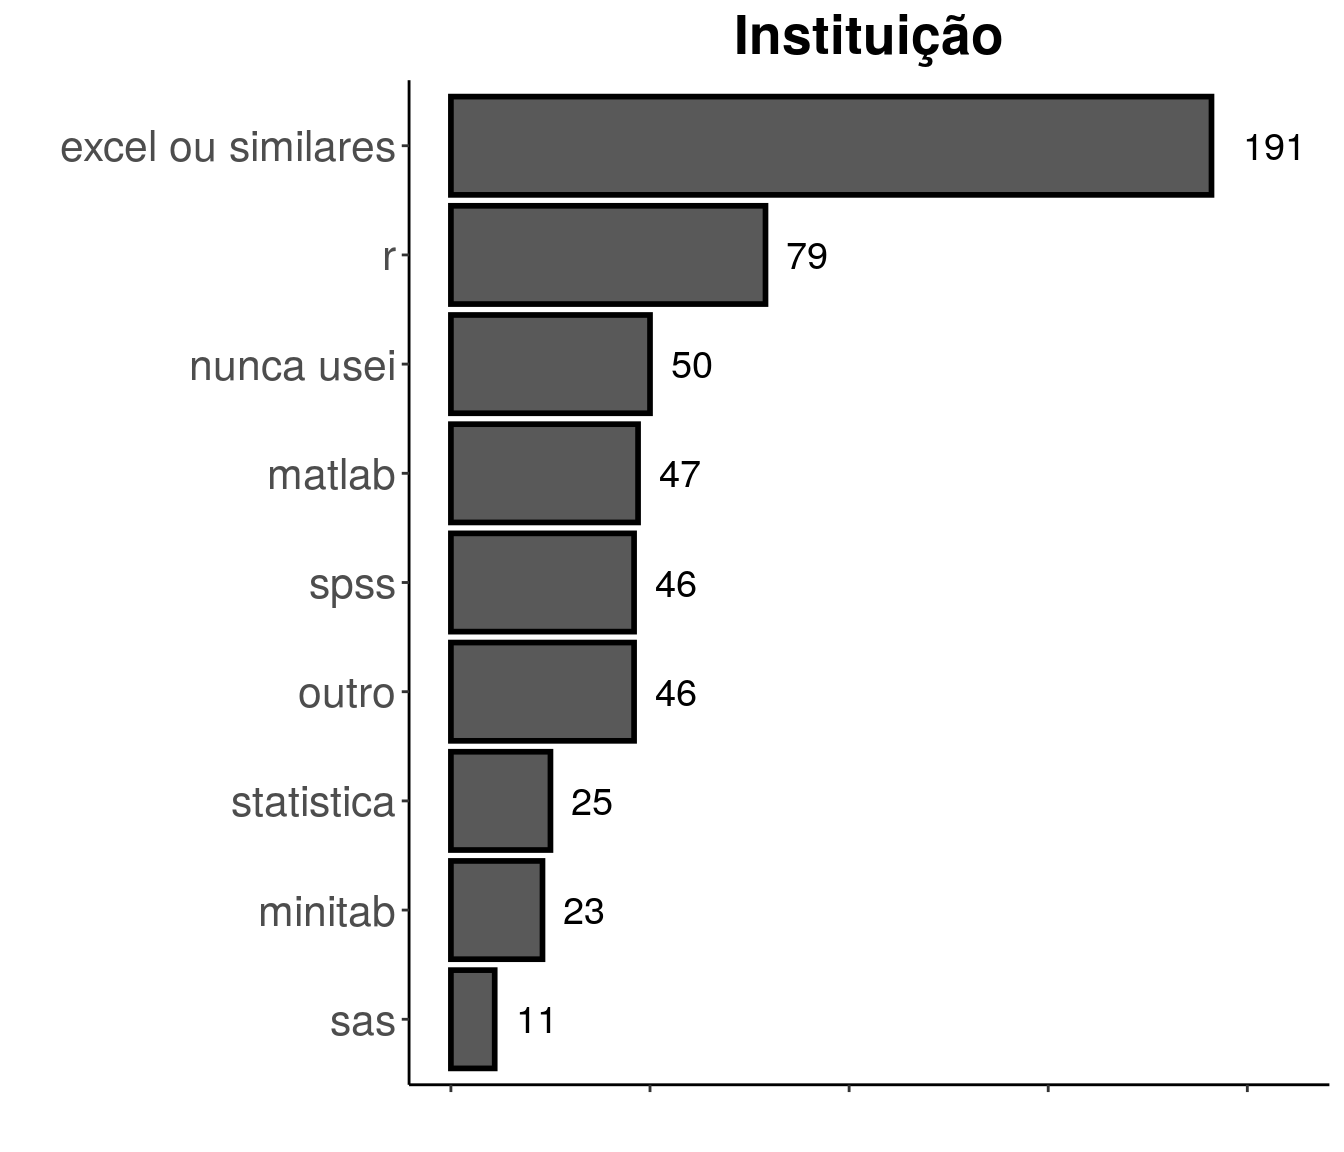 Instituição
excel ou similares 191
r 79
nunca usei 50
matlab 47
spss 46
outro 46
statistica 25
minitab 23
sas 11